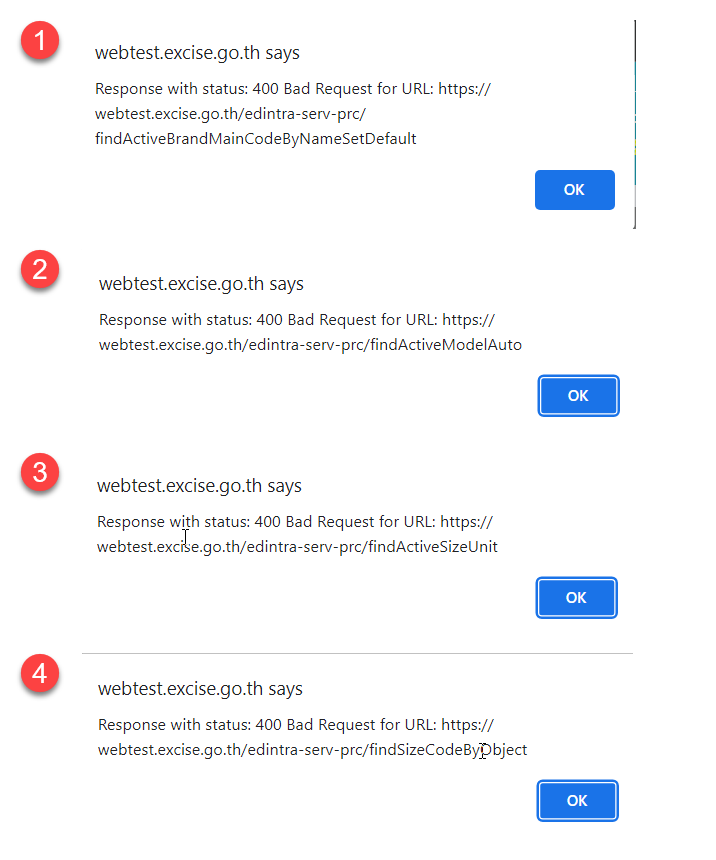 1
webtest.excise.go.th says
Response with status: 400 Bad Request for URL: https://
webtest.excise.go.th/edintra-serv-prc/
findActiveBrandMainCodeByNameSetDefault
OK
2
webtest.excise.go.th says
Response with status: 400 Bad Request for URL: https://
webtest.excise.go.th/edintra-serv-prc/findActiveModelAuto
OK
3
webtest.excise.go.th says
Response with status: 400 Bad Request for URL: https://
webtest.excise.go.th/edintra-serv-prc/findActiveSizeUnit
OK
4
webtest.excise.go.th says
Response with status: 400 Bad Request for URL: https://
webtest.excise.go.th/edintra-serv-prc/findSizeCodeByObject
OK